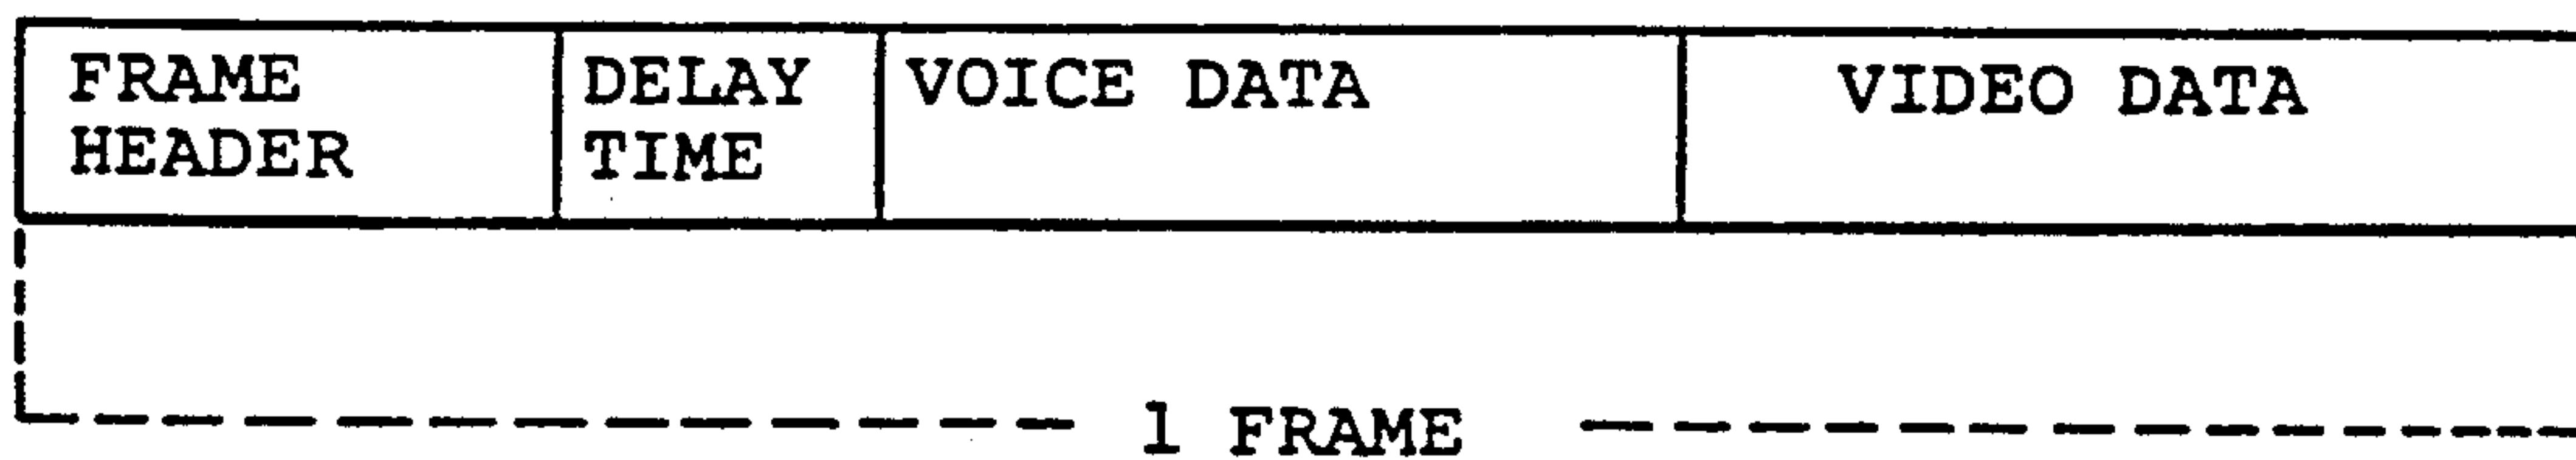 FRAME
HEADER
DELAY
TIME
VOICE DATA
VIDEO DATA
1 FRAME